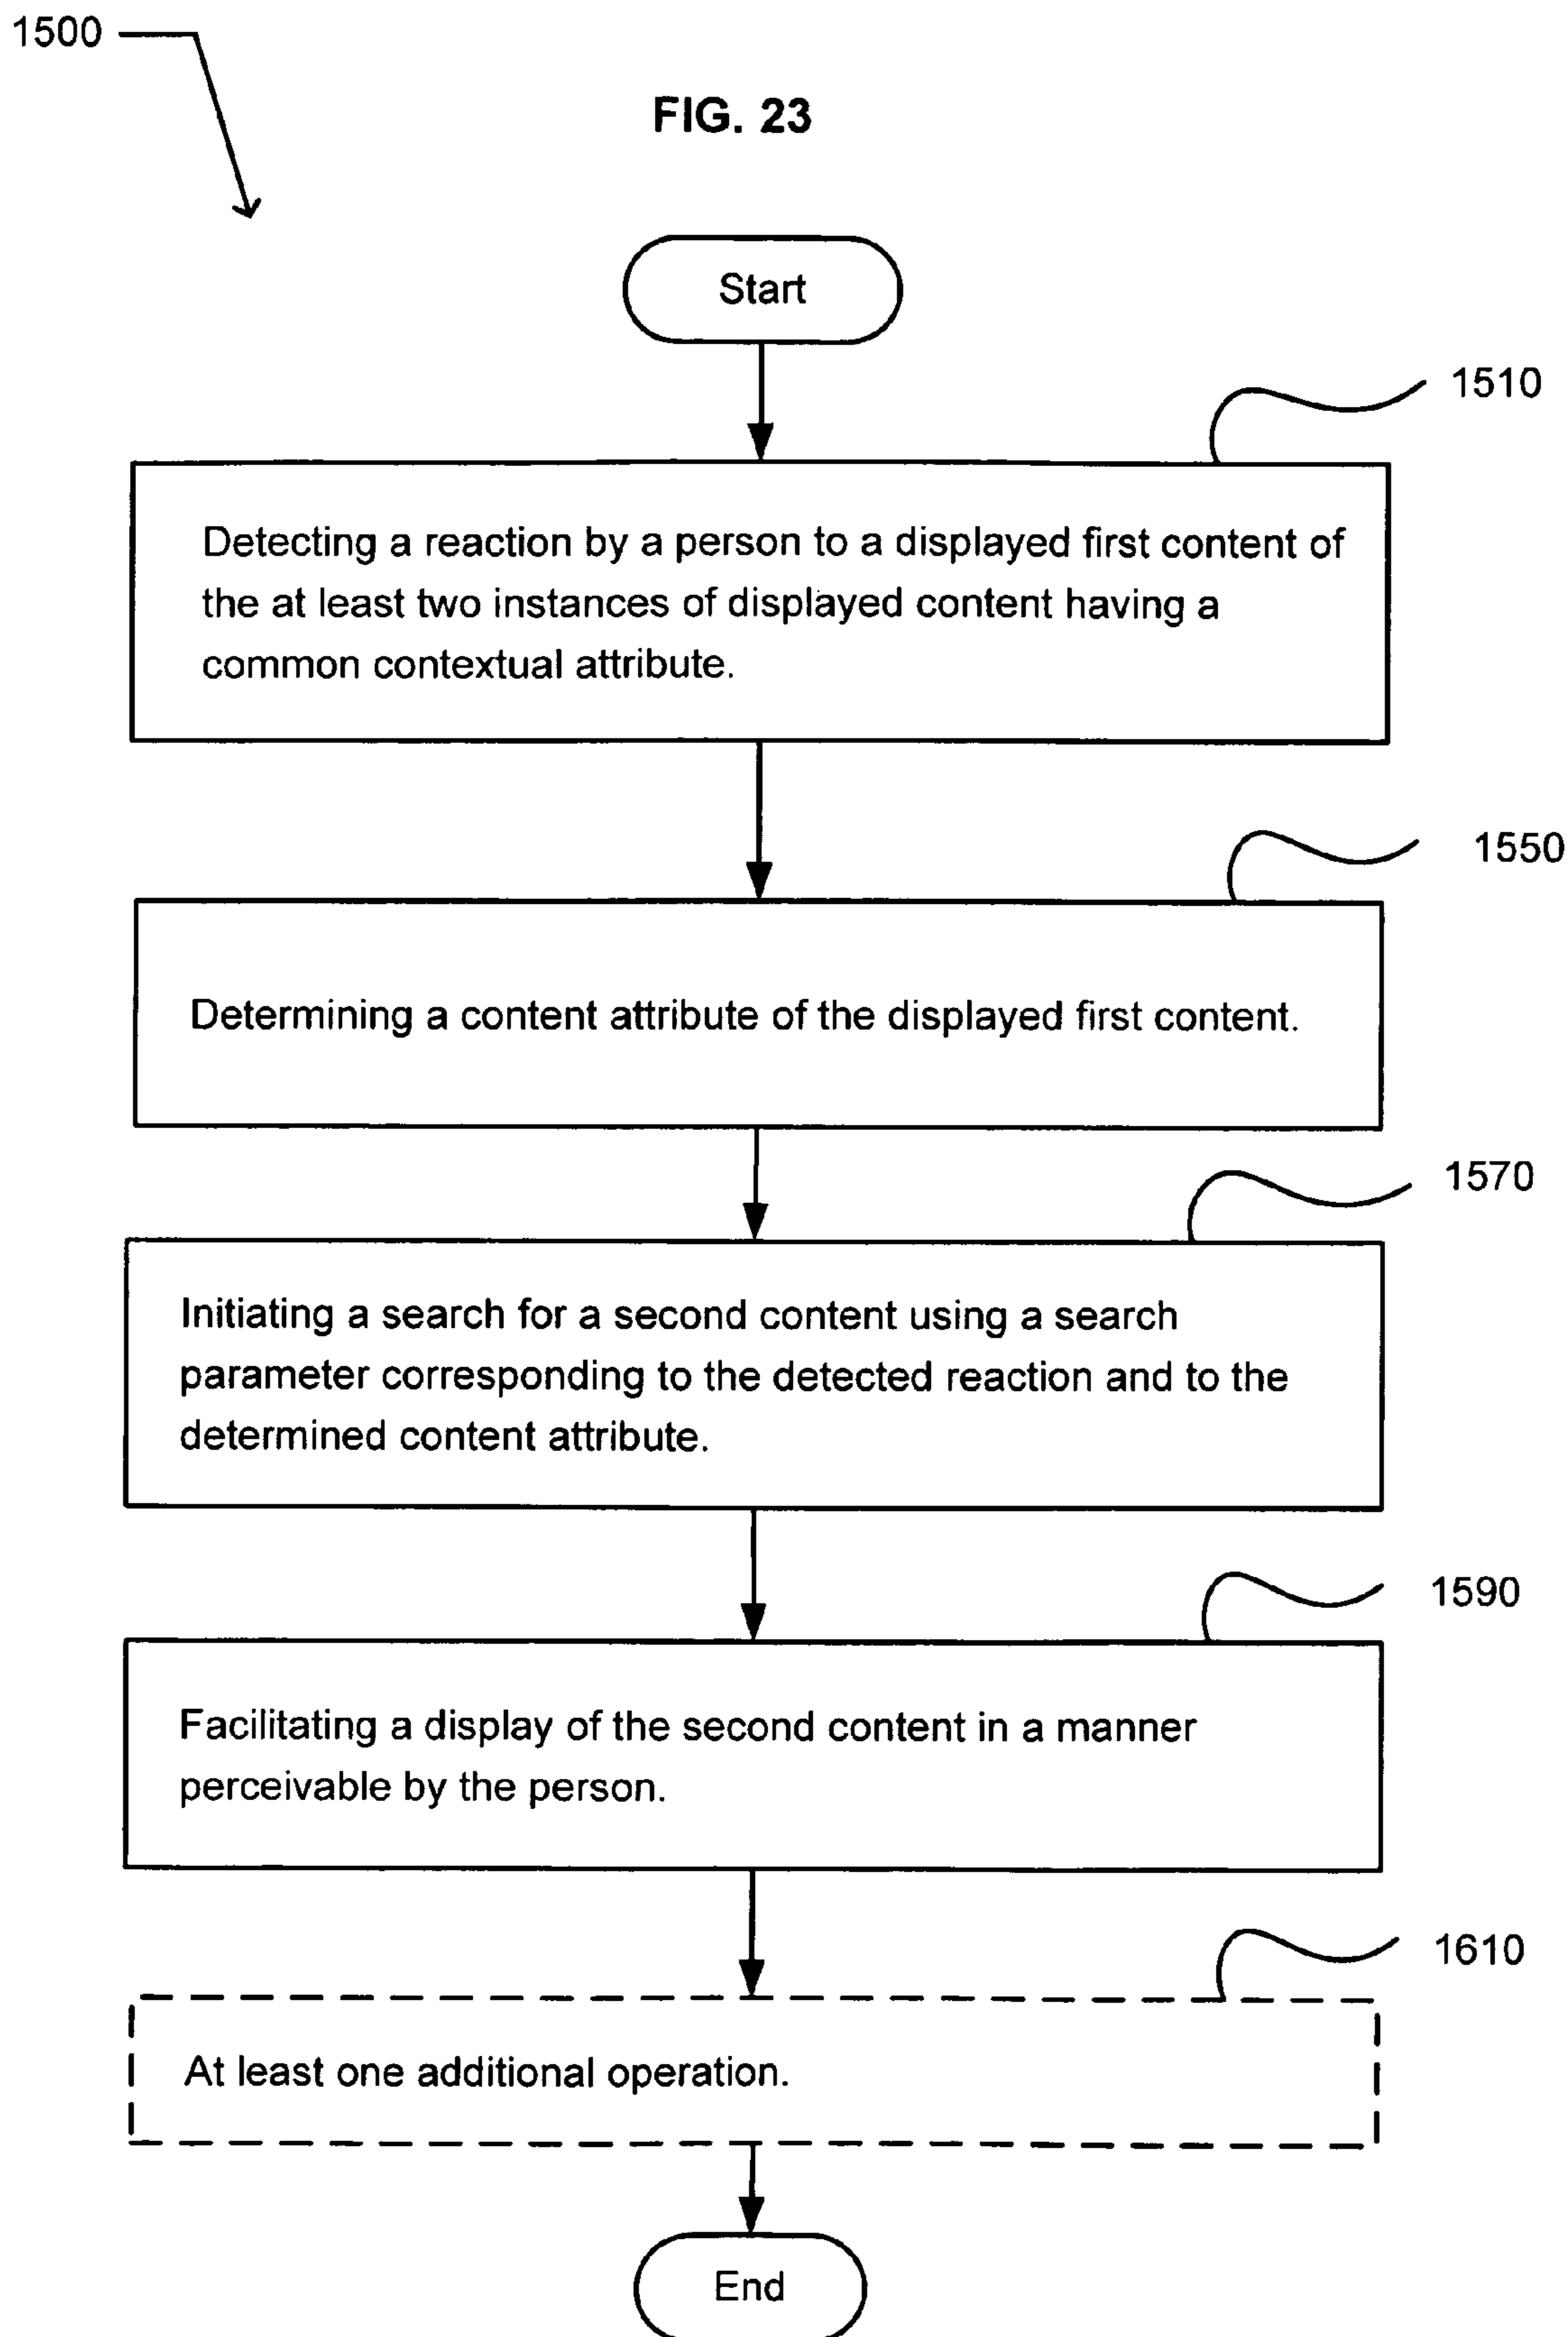 1500
FIG. 23
Start
1510
Detecting a reaction by a person to a displayed first content of
the at least two instances of displayed content having a
common contextual attribute.
1550
Determining a content attribute of the displayed first content.
1570
Initiating a search for a second content using a search
parameter corresponding to the detected reaction and to the
determined content attribute.
1590
Facilitating a display of the second content in a manner
perceivable by the person.
1610
At least one additional operation.
End